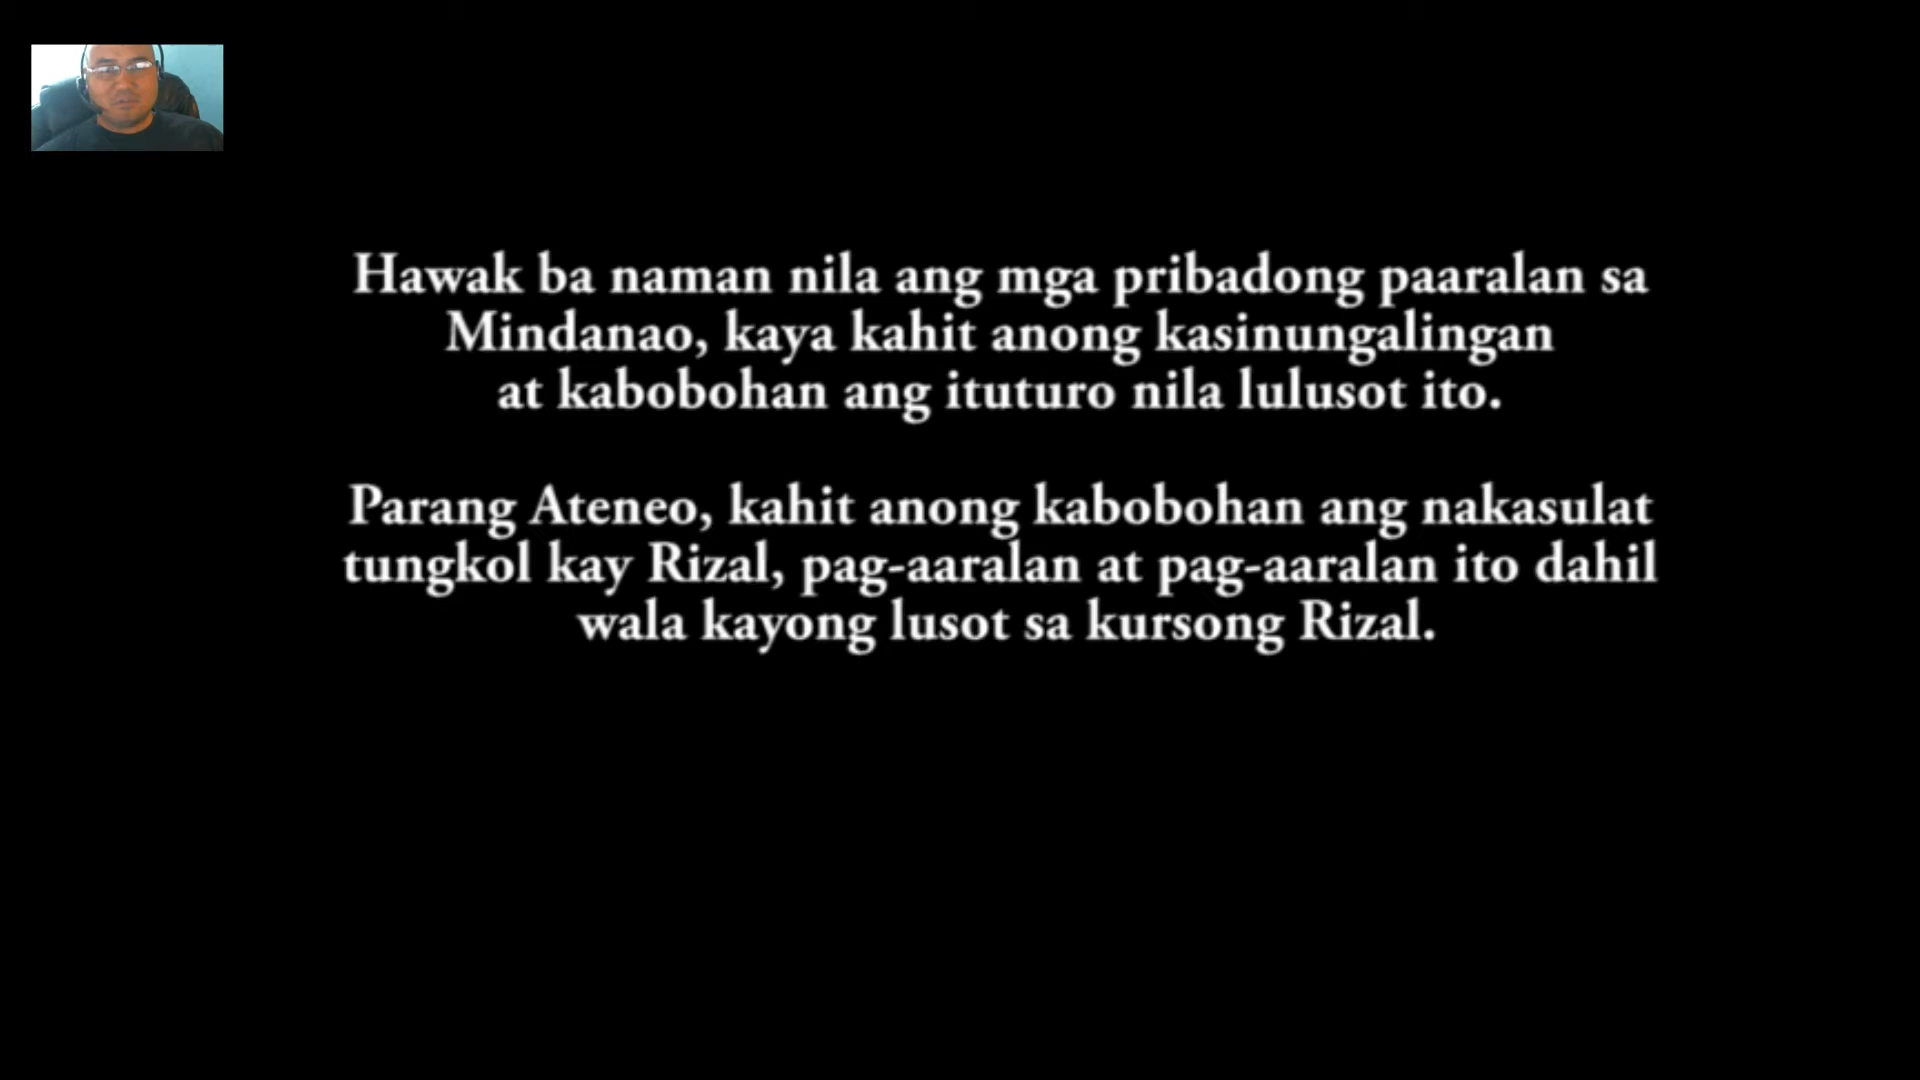 Hawak ba naman nila ang mga pribadong paaralan sa
Mindanao, kaya kahit anong kasinungalingan
at kabobohan ang ituturo nila lulusot ito.
Parang Ateneo, kahit anong kabobohan ang nakasulat
tungkol kay Rizal, pag-aaralan at pag-aaralan ito dahil
wala kayong lusot sa kursong Rizal.